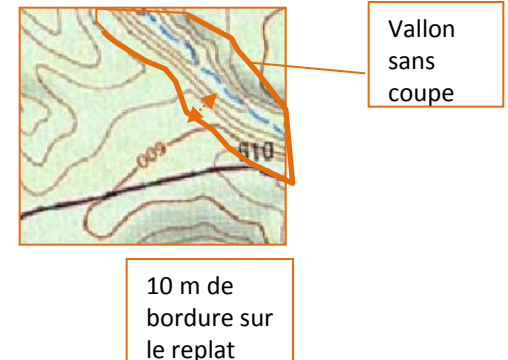 Vallon
sans
coupe
600
610
10 m de
bordure sur
le replat